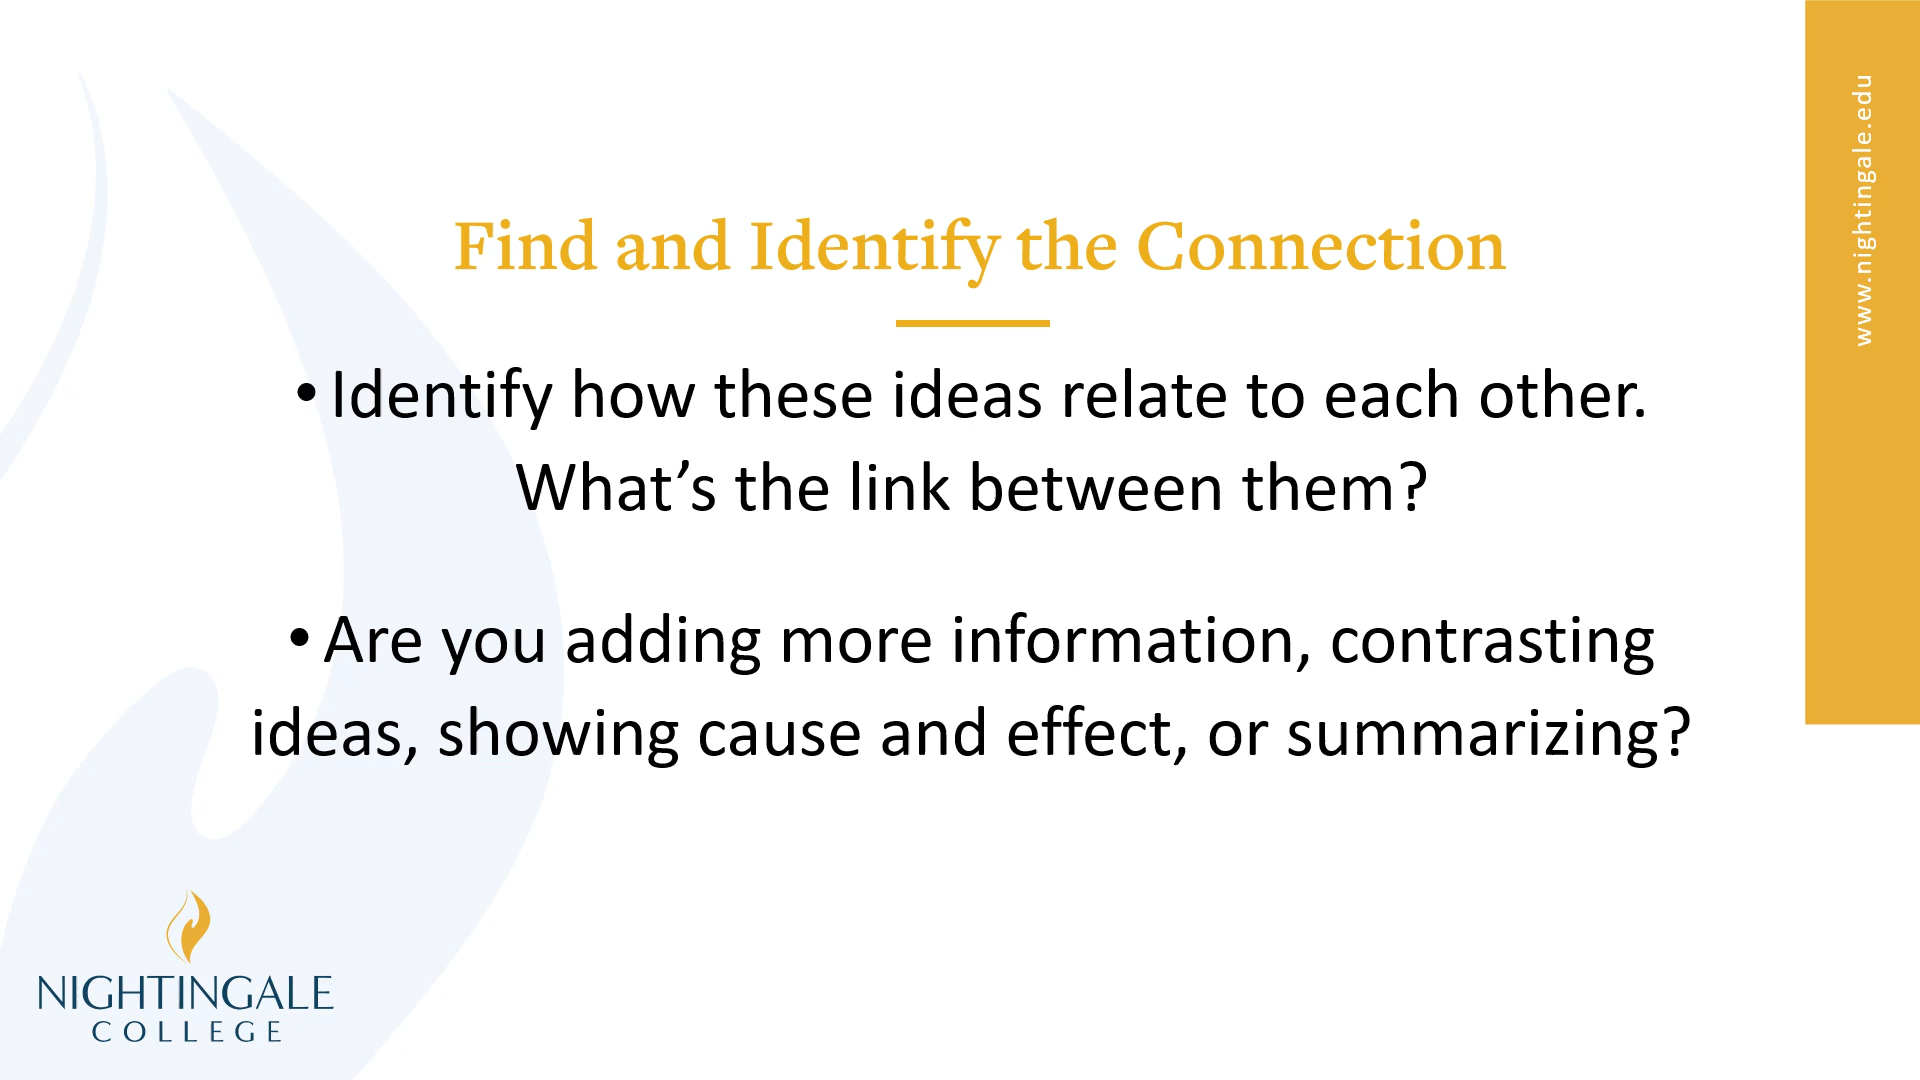 Find and Identify the Connection
• Identify how these ideas relate to each other.
What’s the link between them?
• Are you adding more information, contrasting
ideas, showing cause and effect, or summarizing?
www.nightingale.edu
NIGHTINGALE
COLLEGE